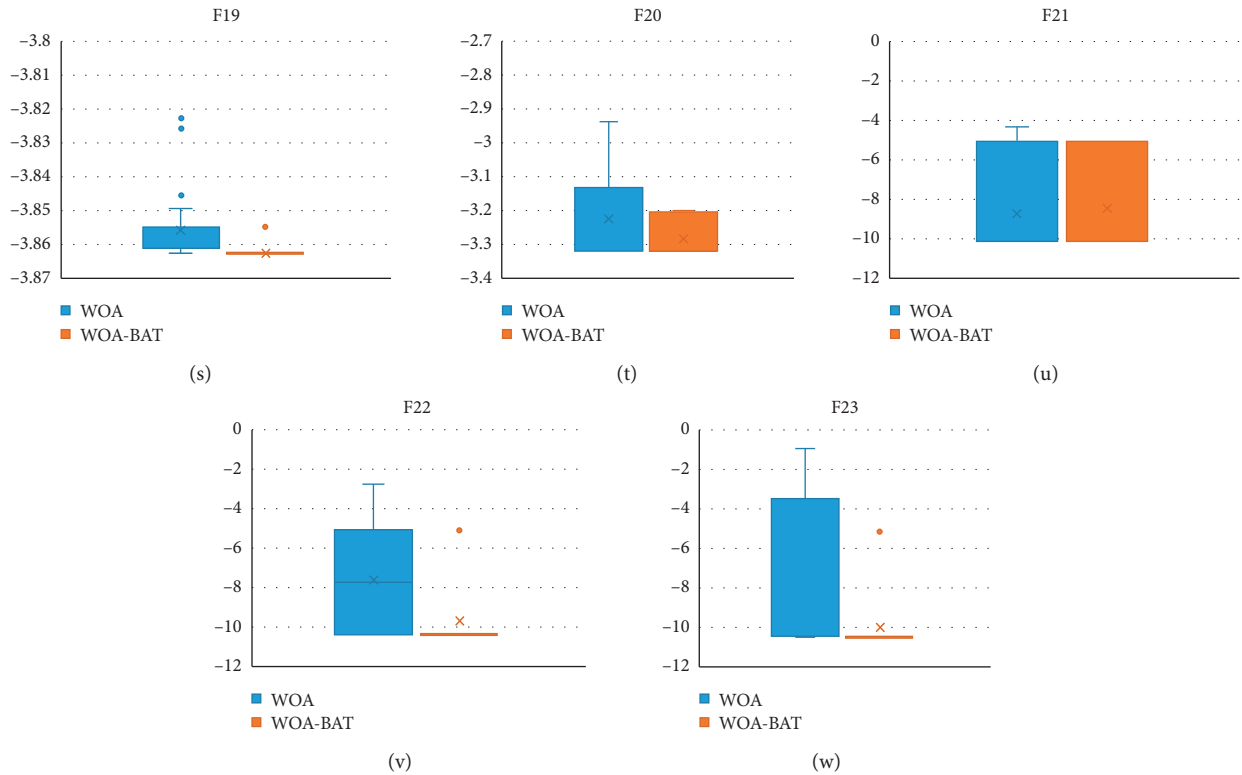 F19
−3.8
−3.81
−3.82
−3.83
−3.84
−3.85
−3.86
−3.87
WOA
WOA-BAT
(s)
F20
−2.7
−2.8
−2.9
−3
−3.1
−3.2
−3.3
−3.4
WOA
WOA-BAT
(t)
F21
0
−2
−4
−6
−8
−10
−12
WOA
WOA-BAT
(u)
F22
0
−2
−4
−6
−8
−10
−12
WOA
WOA-BAT
(v)
F23
0
−2
−4
−6
−8
−10
−12
WOA
WOA-BAT
(w)